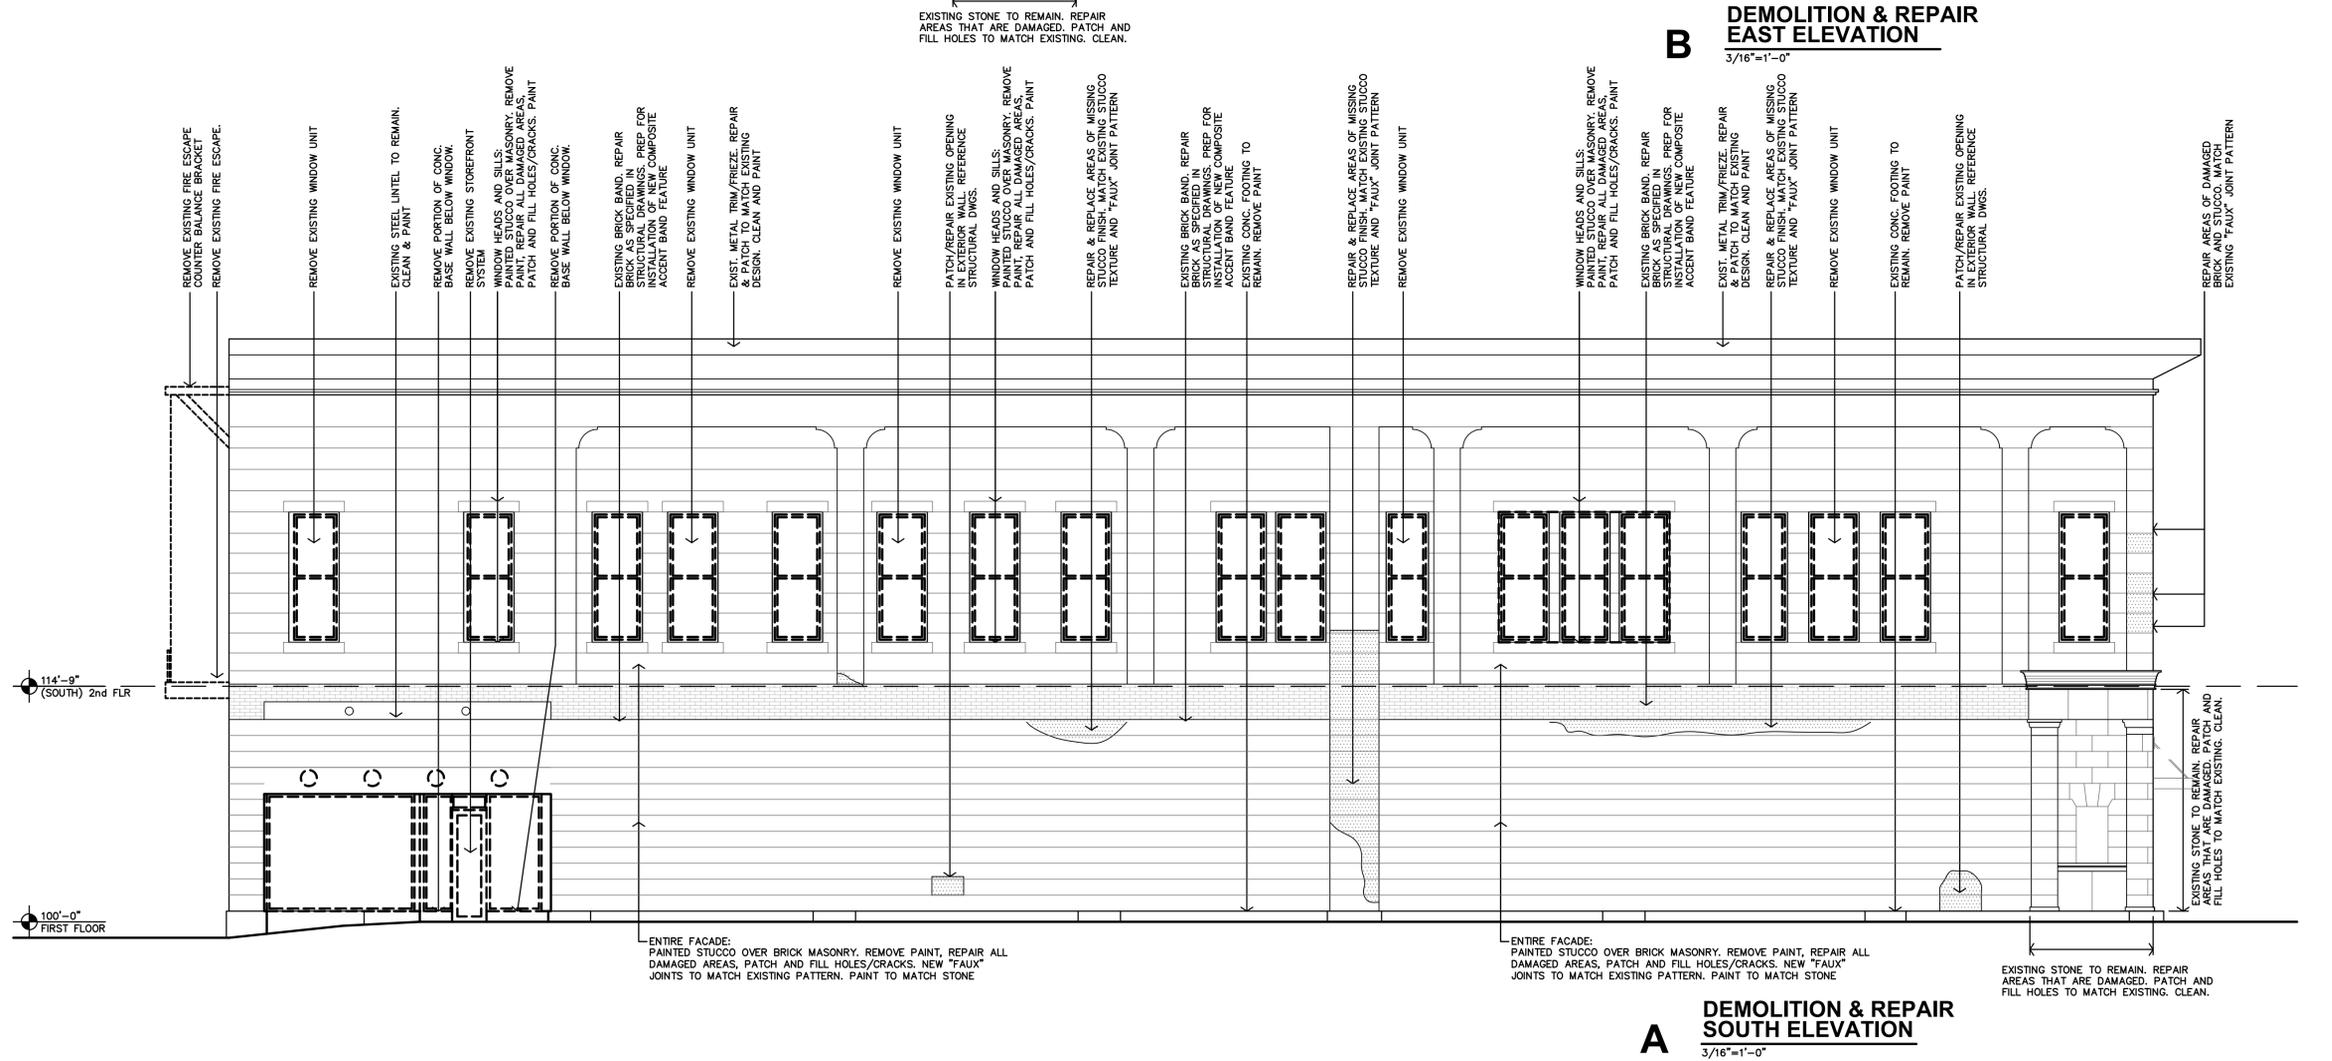 EXISTING STONE TO REMAIN. REPAIR
AREAS THAT ARE DAMAGED. PATCH AND
FILL HOLES TO MATCH EXISTING. CLEAN.
B
DEMOLITION & REPAIR
EAST ELEVATION
3/16"=1'-0"
REMOVE EXISTING FIRE ESCAPE
COUNTER BALANCE BRACKET
REMOVE EXISTING FIRE ESCAPE.
REMOVE EXISTING WINDOW UNIT
EXISTING STEEL LINTEL TO REMAIN.
CLEAN & PAINT
REMOVE PORTION OF CONC.
BASE WALL BELOW WINDOW.
REMOVE EXISTING STOREFRONT
SYSTEM
WINDOW HEADS AND SILLS:
PAINTED STUCCO OVER MASONRY. REMOVE
PAINT, REPAIR ALL DAMAGED AREAS,
PATCH AND FILL HOLES/CRACKS. PAINT
REMOVE PORTION OF CONC.
BASE WALL BELOW WINDOW.
EXISTING BRICK BAND. REPAIR
BRICK AS SPECIFIED IN
STRUCTURAL DRAWINGS. PREP FOR
INSTALLATION OF NEW COMPOSITE
ACCENT BAND FEATURE
REMOVE EXISTING WINDOW UNIT
EXIST. METAL TRIM/FRIEZE. REPAIR
& PATCH TO MATCH EXISTING
DESIGN. CLEAN AND PAINT
REMOVE EXISTING WINDOW UNIT
PATCH/REPAIR EXISTING OPENING
IN EXTERIOR WALL. REFERENCE
STRUCTURAL DWGS.
WINDOW HEADS AND SILLS:
PAINTED STUCCO OVER MASONRY. REMOVE
PAINT, REPAIR ALL DAMAGED AREAS,
PATCH AND FILL HOLES/CRACKS. PAINT
REPAIR & REPLACE AREAS OF MISSING
STUCCO FINISH. MATCH EXISTING STUCCO
TEXTURE AND "FAUX" JOINT PATTERN
EXISTING BRICK BAND. REPAIR
BRICK AS SPECIFIED IN
STRUCTURAL DRAWINGS. PREP FOR
INSTALLATION OF NEW COMPOSITE
ACCENT BAND FEATURE
EXISTING CONC. FOOTING TO
REMAIN. REMOVE PAINT
REPAIR & REPLACE AREAS OF MISSING
STUCCO FINISH. MATCH EXISTING STUCCO
TEXTURE AND "FAUX" JOINT PATTERN
REMOVE EXISTING WINDOW UNIT
WINDOW HEADS AND SILLS:
PAINTED STUCCO OVER MASONRY. REMOVE
PAINT, REPAIR ALL DAMAGED AREAS,
PATCH AND FILL HOLES/CRACKS. PAINT
EXISTING BRICK BAND. REPAIR
BRICK AS SPECIFIED IN
STRUCTURAL DRAWINGS. PREP FOR
INSTALLATION OF NEW COMPOSITE
ACCENT BAND FEATURE
EXIST. METAL TRIM/FRIEZE. REPAIR
& PATCH TO MATCH EXISTING
DESIGN. CLEAN AND PAINT
REPAIR & REPLACE AREAS OF MISSING
STUCCO FINISH. MATCH EXISTING STUCCO
TEXTURE AND "FAUX" JOINT PATTERN
REMOVE EXISTING WINDOW UNIT
EXISTING CONC. FOOTING TO
REMAIN. REMOVE PAINT
PATCH/REPAIR EXISTING OPENING
IN EXTERIOR WALL. REFERENCE
STRUCTURAL DWGS.
REPAIR AREAS OF DAMAGED
BRICK AND STUCCO. MATCH
EXISTING "FAUX" JOINT PATTERN
114'-9"
(SOUTH) 2nd FLR
100'-0"
FIRST FLOOR
EXISTING STONE TO REMAIN. REPAIR
AREAS THAT ARE DAMAGED. PATCH AND
FILL HOLES TO MATCH EXISTING. CLEAN.
ENTIRE FACADE:
PAINTED STUCCO OVER BRICK MASONRY. REMOVE PAINT, REPAIR ALL
DAMAGED AREAS, PATCH AND FILL HOLES/CRACKS. NEW "FAUX"
JOINTS TO MATCH EXISTING PATTERN. PAINT TO MATCH STONE
ENTIRE FACADE:
PAINTED STUCCO OVER BRICK MASONRY. REMOVE PAINT, REPAIR ALL
DAMAGED AREAS, PATCH AND FILL HOLES/CRACKS. NEW "FAUX"
JOINTS TO MATCH EXISTING PATTERN. PAINT TO MATCH STONE
EXISTING STONE TO REMAIN. REPAIR
AREAS THAT ARE DAMAGED. PATCH AND
FILL HOLES TO MATCH EXISTING. CLEAN.
A
DEMOLITION & REPAIR
SOUTH ELEVATION
3/16"=1'-0"